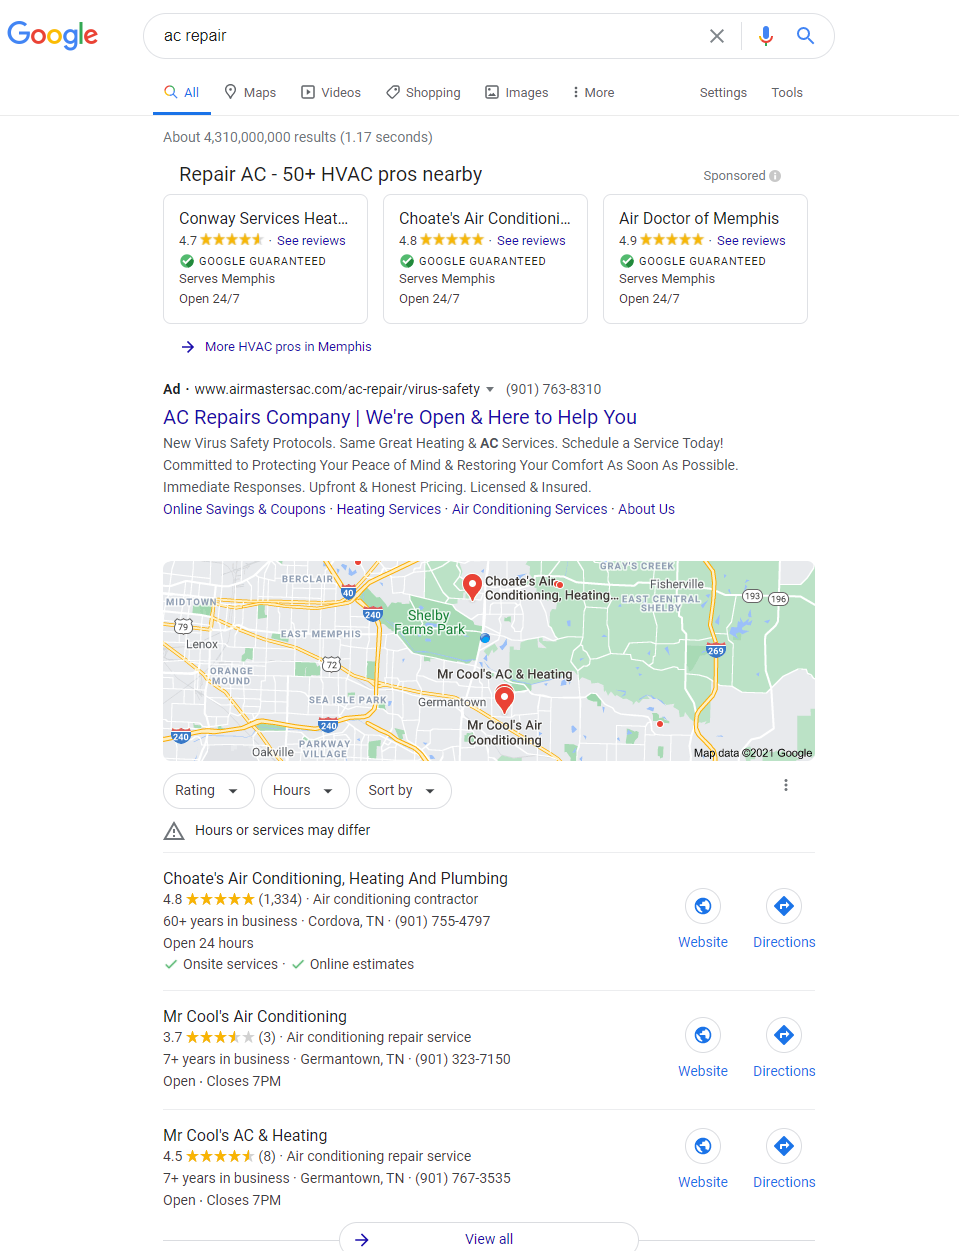 Google
ac repair
All Maps Videos Shopping Images More Settings Tools
About 4,310,000,000 results (1.17 seconds)
Repair AC - 50+ HVAC pros nearby
Sponsored
Conway Services Heat...
4.7 · See reviews
GOOGLE GUARANTEED
Serves Memphis
Open 24/7
Choate's Air Conditioni...
4.8 · See reviews
GOOGLE GUARANTEED
Serves Memphis
Open 24/7
Air Doctor of Memphis
4.9 · See reviews
GOOGLE GUARANTEED
Serves Memphis
Open 24/7
More HVAC pros in Memphis
Ad · www.airmastersac.com/ac-repair/virus-safety (901) 763-8310
AC Repairs Company | We're Open & Here to Help You
New Virus Safety Protocols. Same Great Heating & AC Services. Schedule a Service Today!
Committed to Protecting Your Peace of Mind & Restoring Your Comfort As Soon As Possible.
Immediate Responses. Upfront & Honest Pricing. Licensed & Insured.
Online Savings & Coupons · Heating Services · Air Conditioning Services · About Us
GRAY'S CREEK
BERCLAIR
Choate's Air
Conditioning, Heating...
Fisherville
40
MIDTOWN
EAST CENTRAL
SHELBY
193
196
240
Shelby
Farms Park
79
EAST MEMPHIS
Lenox
269
72
ORANGE
MOUND
Mr Cool's AC & Heating
SEA ISLE PARK
Germantown
240
Mr Cool's Air
Conditioning
240
PARKWAY
VILLAGE
Oakville
Map data ©2021 Google
Rating Hours Sort by
Hours or services may differ
Choate's Air Conditioning, Heating And Plumbing
4.8 (1,334) · Air conditioning contractor
60+ years in business · Cordova, TN · (901) 755-4797
Open 24 hours
Onsite services · Online estimates
Website Directions
Mr Cool's Air Conditioning
3.7 (3) · Air conditioning repair service
7+ years in business · Germantown, TN · (901) 323-7150
Open · Closes 7PM
Website Directions
Mr Cool's AC & Heating
4.5 (8) · Air conditioning repair service
7+ years in business · Germantown, TN · (901) 767-3535
Open · Closes 7PM
Website Directions
View all